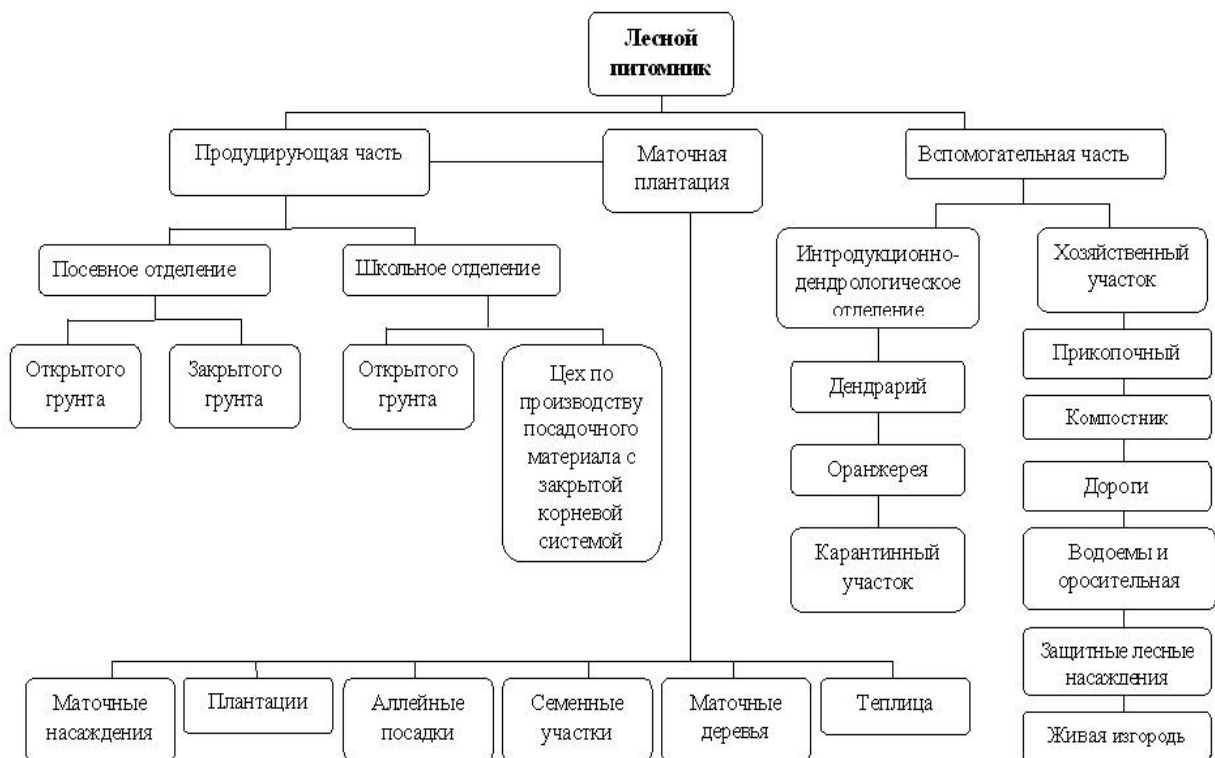 Лесной
питомник
Продуцирующая часть
Маточная
плантация
Вспомогательная часть
Посевное отделение
Школьное отделение
Интродукционно-
дендрологическое
отделение
Хозяйственный
участок
Открытого
грунта
Закрытого
грунта
Открытого
грунта
Цех по
производству
посадочного
материала с
закрытой
корневой
системой
Дендрарий
Оранжерея
Карантинный
участок
Прикопочный
Компостник
Дороги
Водоемы и
оросительная
Защитные лесные
насаждения
Живая изгородь
Маточные
насаждения
Плантации
Аллейные
посадки
Семенные
участки
Маточные
деревья
Теплица